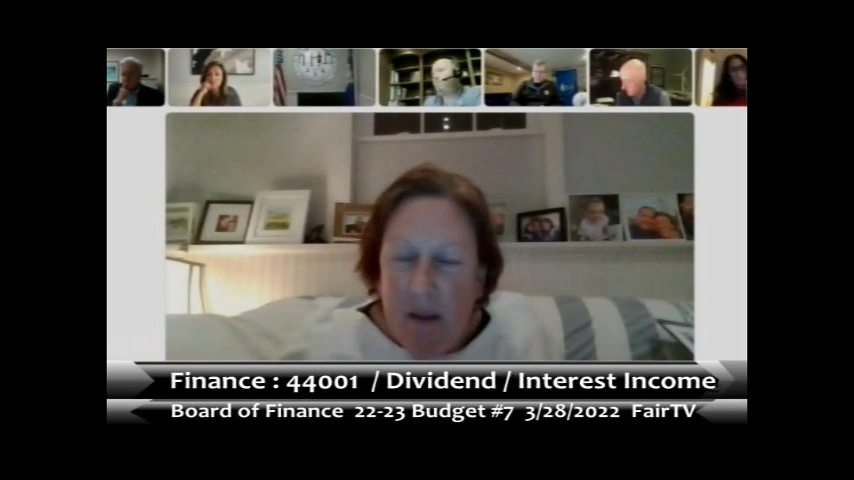 Finance : 44001 / Dividend / Interest Income
Board of Finance 22-23 Budget #7 3/28/2022 FairTV